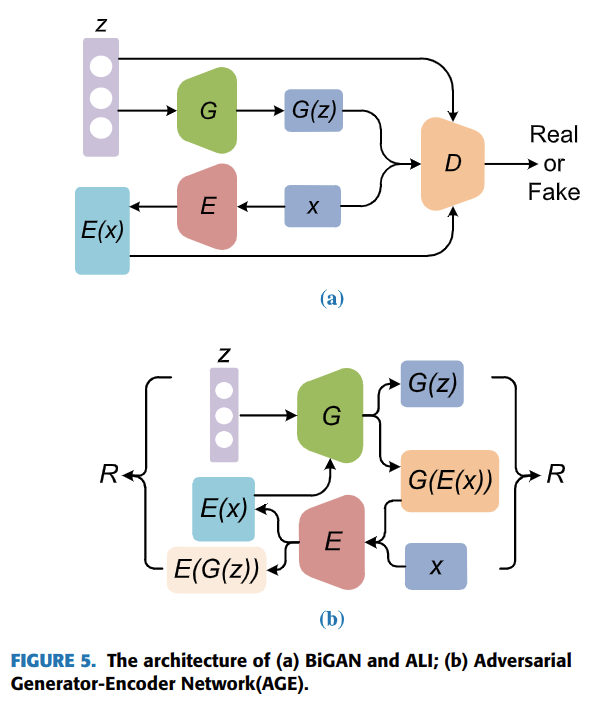 z
G
G(z)
D
Real
or
Fake
E(x)
E
x
(a)
z
G
G(z)
R
E(x)
G(E(x))
R
E(G(z))
E
x
(b)
FIGURE 5. The architecture of (a) BiGAN and ALI; (b) Adversarial
Generator-Encoder Network(AGE).